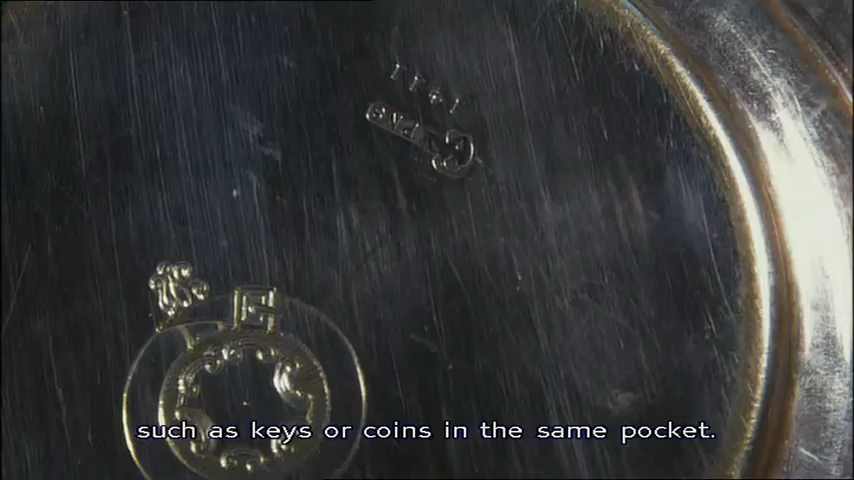 such as keys or coins in the same pocket.